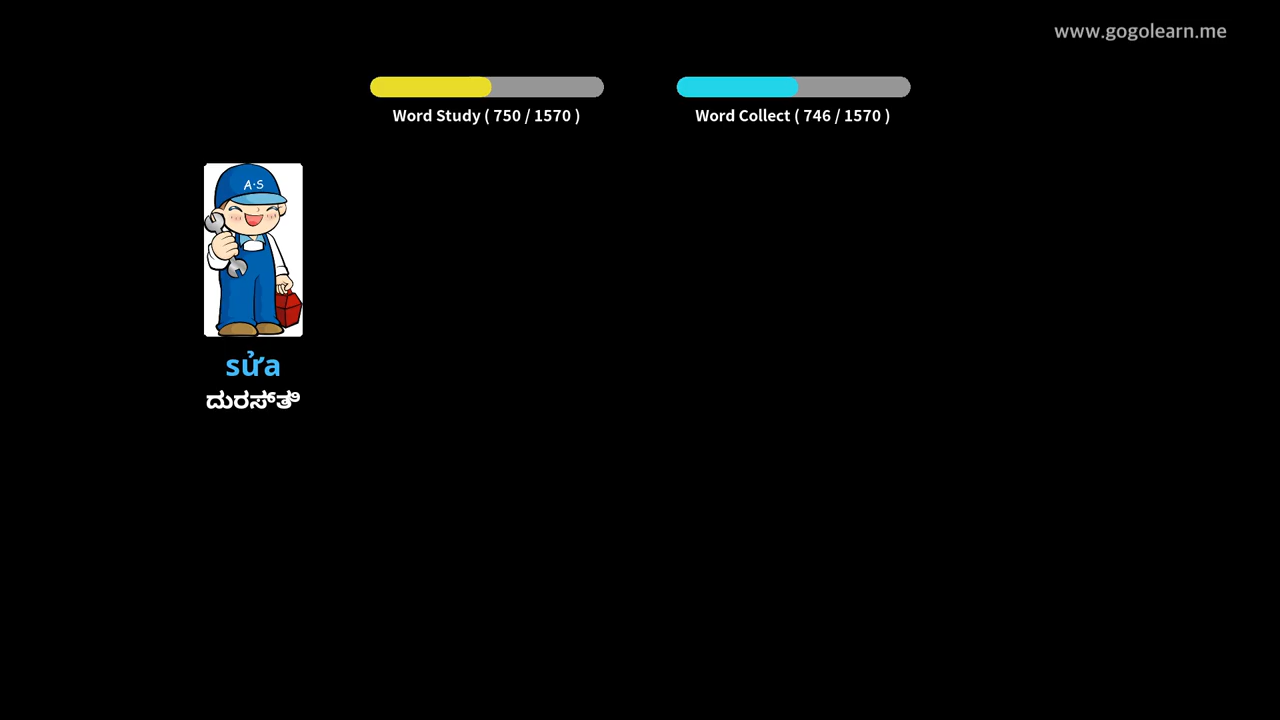 www.gogolearn.me
Word Study ( 750 / 1570 )
Word Collect ( 746 / 1570 )
A·S
sửa
ದುರಸ್ತಿ